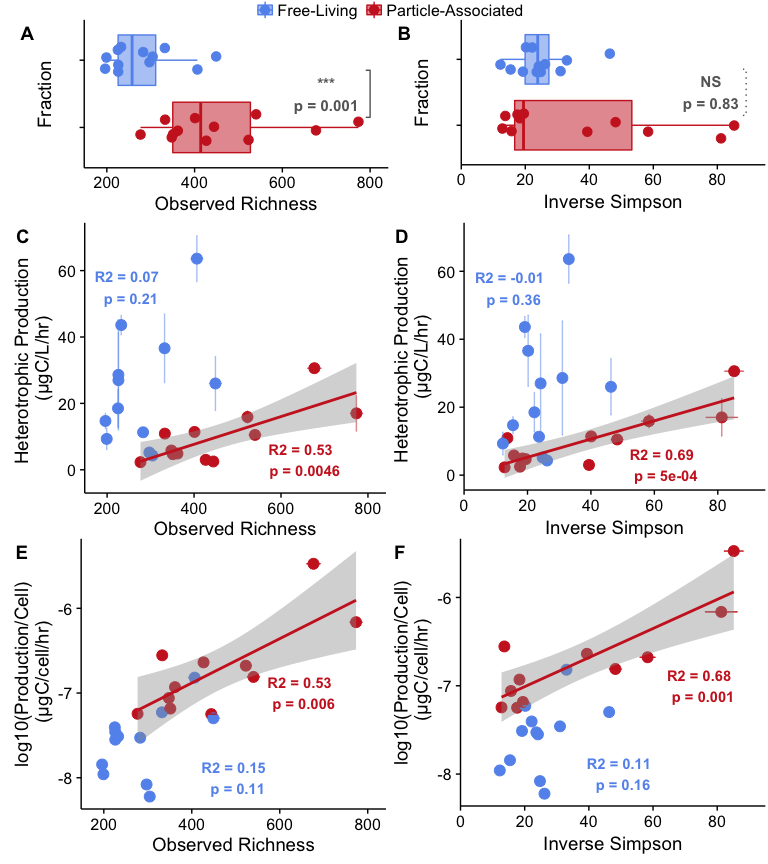 Free-Living Particle-Associated
A
Fraction
***
p = 0.001
200 400 600 800
Observed Richness
B
Fraction
NS
p = 0.83
0 20 40 60 80
Inverse Simpson
C
Heterotrophic Production
(µgC/L/hr)
60
40
20
0
R2 = 0.07
p = 0.21
R2 = 0.53
p = 0.0046
200 400 600 800
Observed Richness
D
Heterotrophic Production
(µgC/L/hr)
60
40
20
0
R2 = -0.01
p = 0.36
R2 = 0.69
p = 5e-04
0 20 40 60 80
Inverse Simpson
E
log10(Production/Cell)
(µgC/cell/hr)
-6
-7
-8
R2 = 0.53
p = 0.006
R2 = 0.15
p = 0.11
200 400 600 800
Observed Richness
F
log10(Production/Cell)
(µgC/cell/hr)
-6
-7
-8
R2 = 0.68
p = 0.001
R2 = 0.11
p = 0.16
0 20 40 60 80
Inverse Simpson